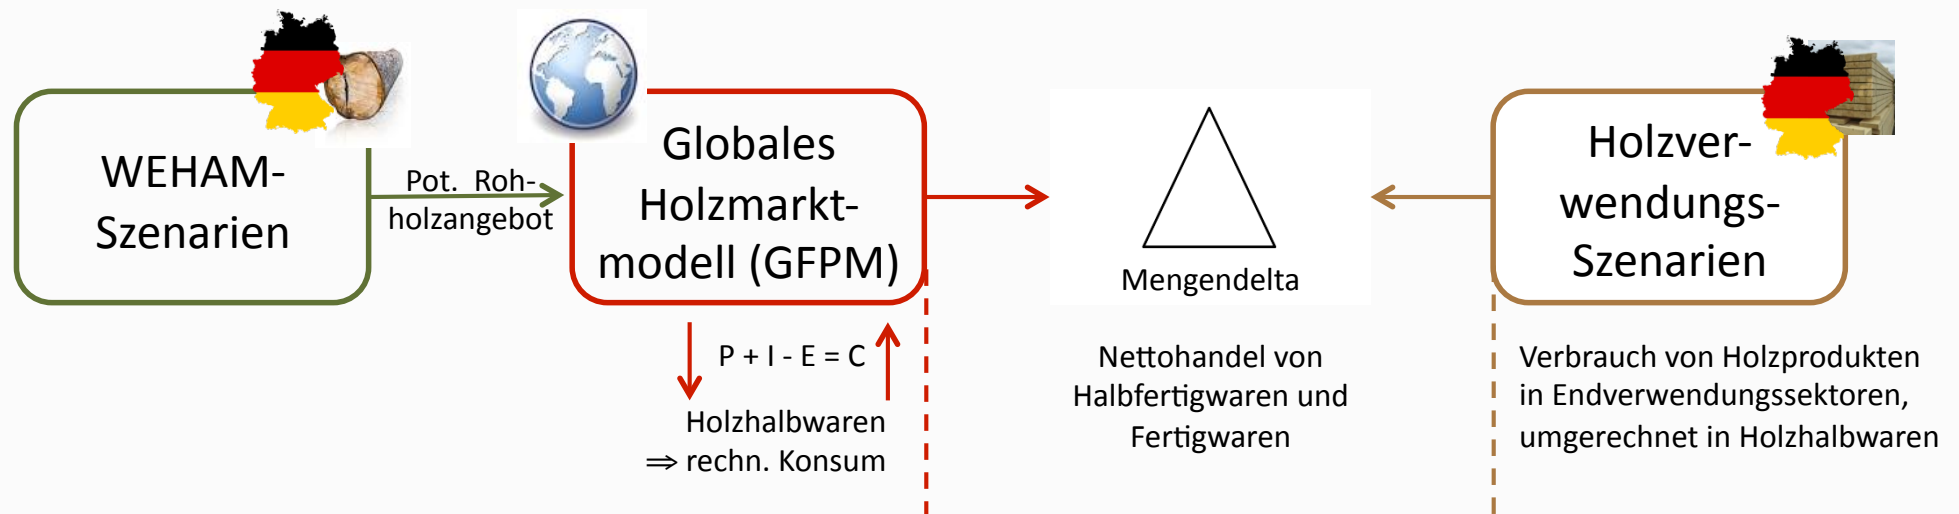 WEHAM-
Szenarien
Pot. Roh-
holzangebot
Globales
Holzmarkt-
modell (GFPM)
P + I - E = C
Holzhalbwaren
⇒ rechn. Konsum
Mengendelta
Nettohandel von
Halbfertigwaren und
Fertigwaren
Holzver-
wendungs-
Szenarien
Verbrauch von Holzprodukten
in Endverwendungssektoren,
umgerechnet in Holzhalbwaren